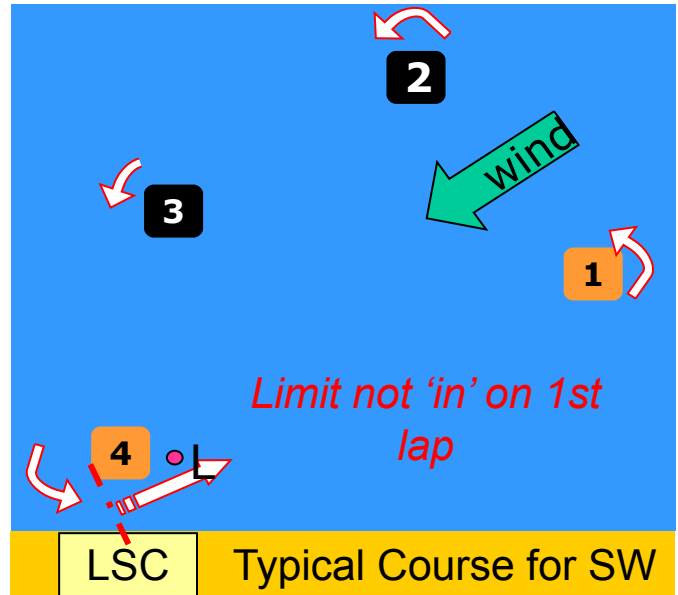 2
wind
3
1
Limit not ‘in’ on 1st
lap
4
L
LSC
Typical Course for SW